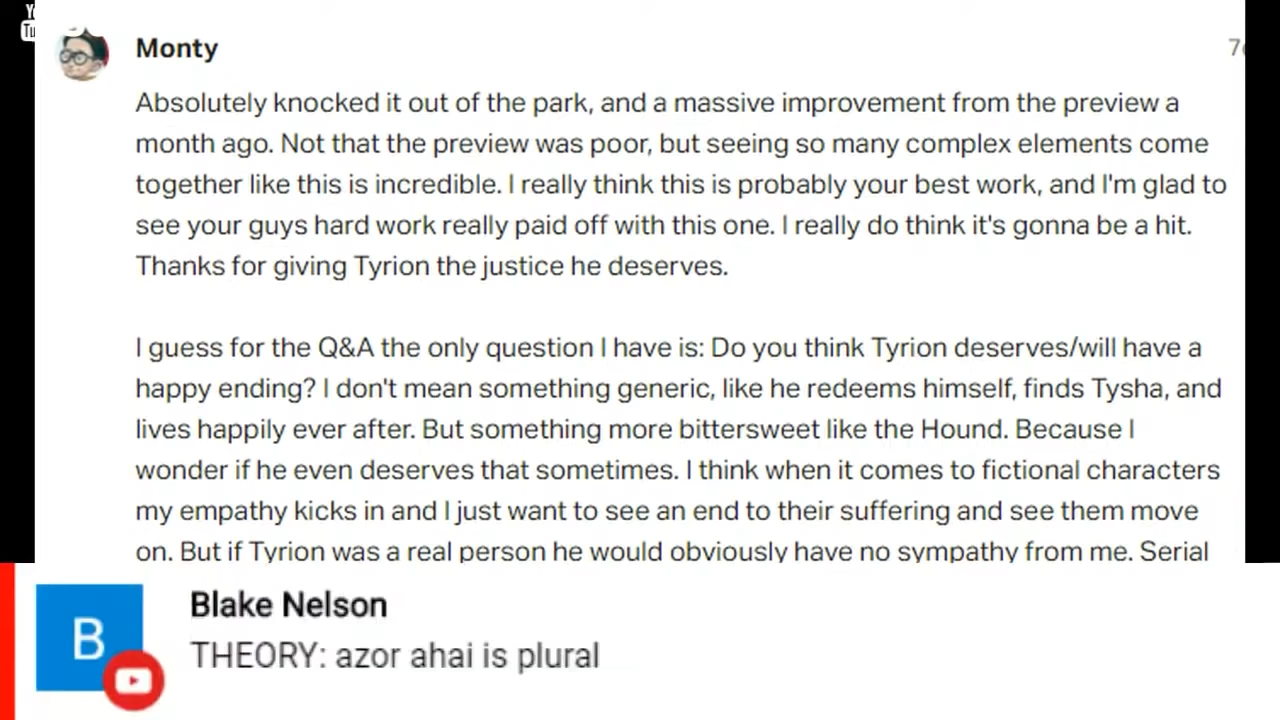 Monty
Absolutely knocked it out of the park, and a massive improvement from the preview a
month ago. Not that the preview was poor, but seeing so many complex elements come
together like this is incredible. I really think this is probably your best work, and I'm glad to
see your guys hard work really paid off with this one. I really do think it's gonna be a hit.
Thanks for giving Tyrion the justice he deserves.
I guess for the Q&A the only question I have is: Do you think Tyrion deserves/will have a
happy ending? I don't mean something generic, like he redeems himself, finds Tysha, and
lives happily ever after. But something more bittersweet like the Hound. Because I
wonder if he even deserves that sometimes. I think when it comes to fictional characters
my empathy kicks in and I just want to see an end to their suffering and see them move
on. But if Tyrion was a real person he would obviously have no sympathy from me. Serial
B
Blake Nelson
THEORY: azor ahai is plural